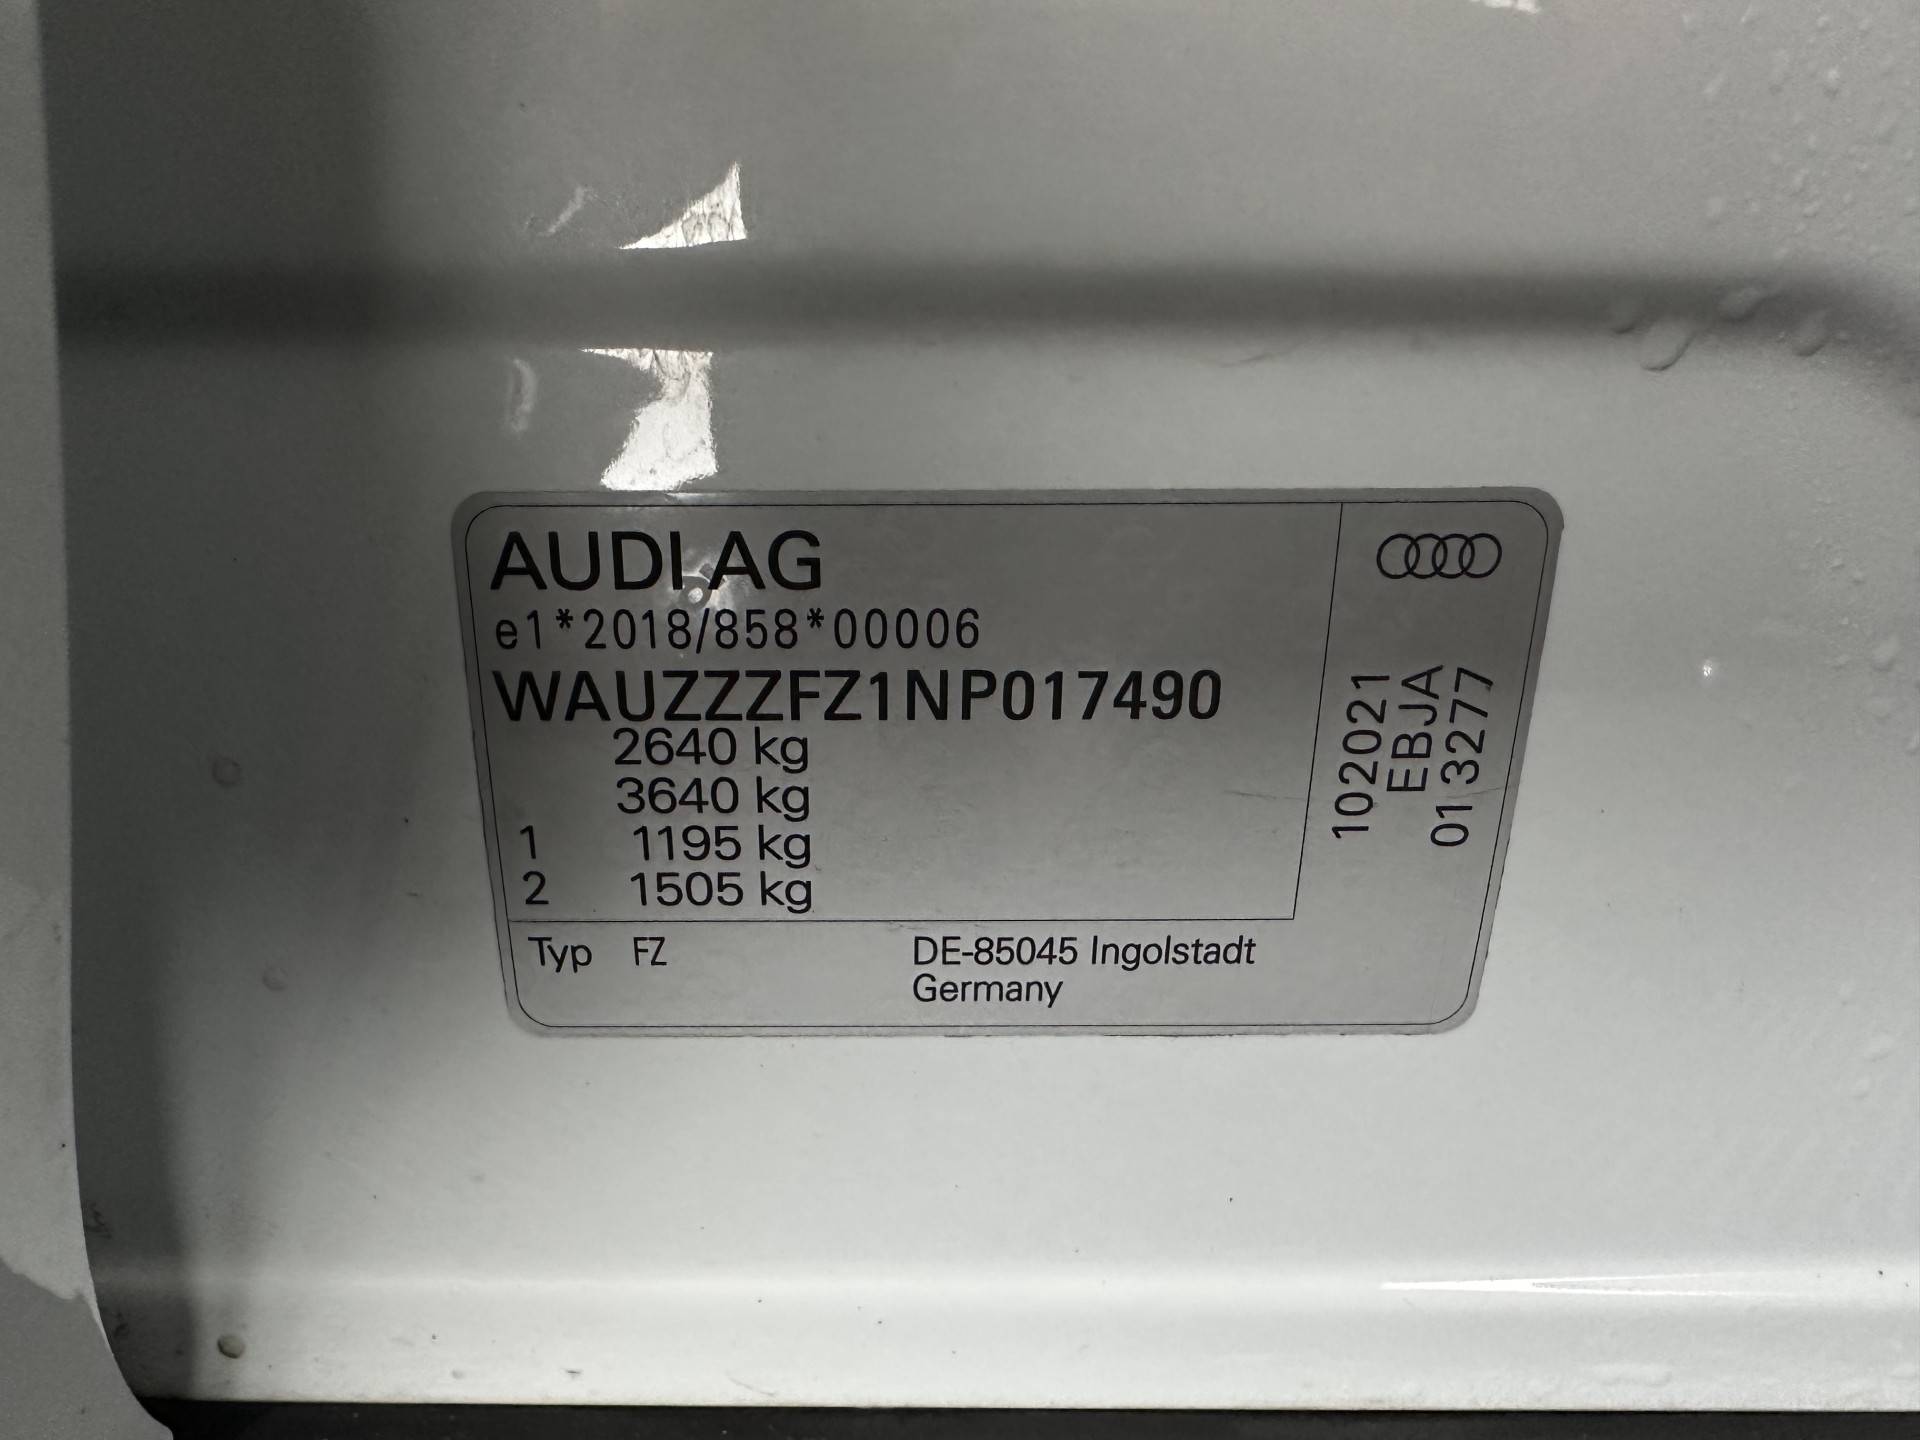 AUDI AG
e1*2018/858*00006
WAUZZZFZ1NP017490
2640 kg
3640 kg
1 1195 kg
2 1505 kg
Typ FZ
DE-85045 Ingolstadt
Germany
102021
EBJA
013277